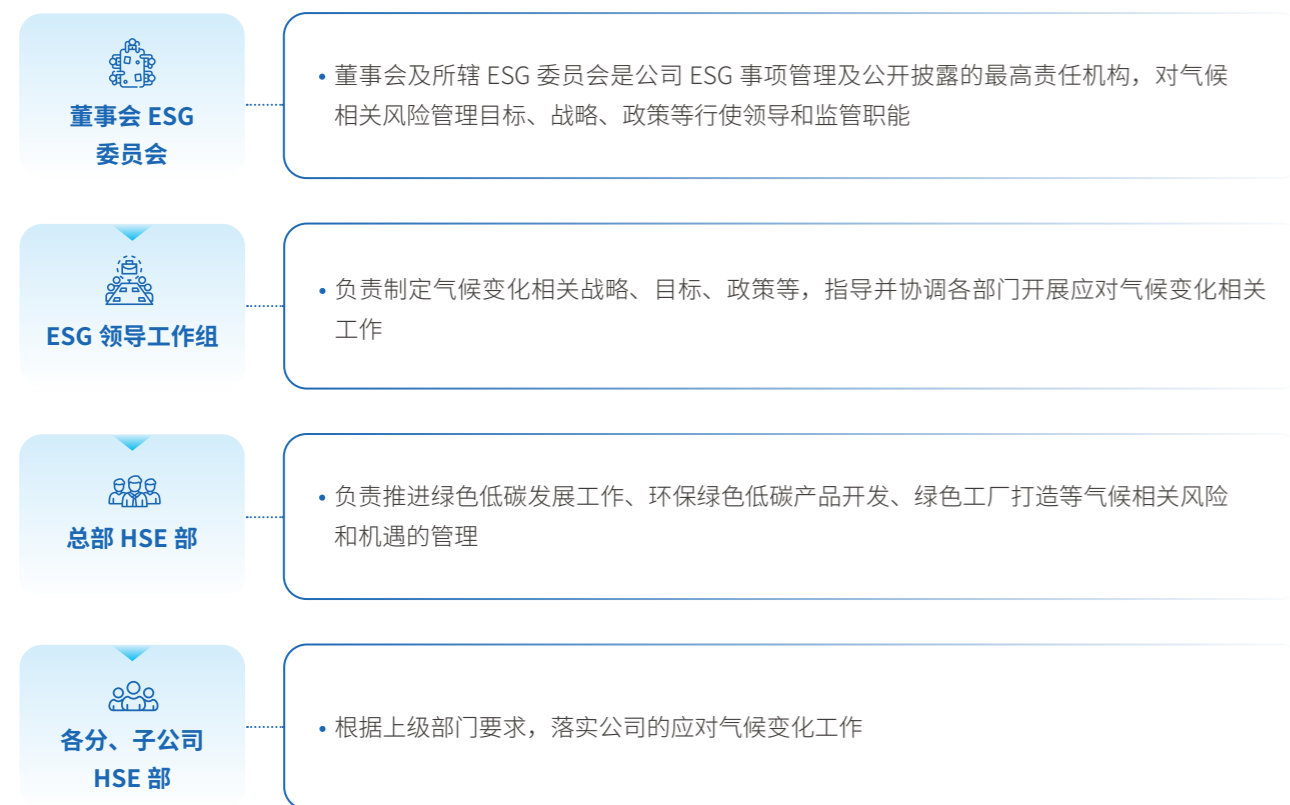 董事会 ESG
委员会
• 董事会及所辖 ESG 委员会是公司 ESG 事项管理及公开披露的最高责任机构，对气候
相关风险管理目标、战略、政策等行使领导和监管职能
ESG 领导工作组
• 负责制定气候变化相关战略、目标、政策等，指导并协调各部门开展应对气候变化相关
工作
总部 HSE 部
• 负责推进绿色低碳发展工作、环保绿色低碳产品开发、绿色工厂打造等气候相关风险
和机遇的管理
各分、子公司
HSE 部
• 根据上级部门要求，落实公司的应对气候变化工作